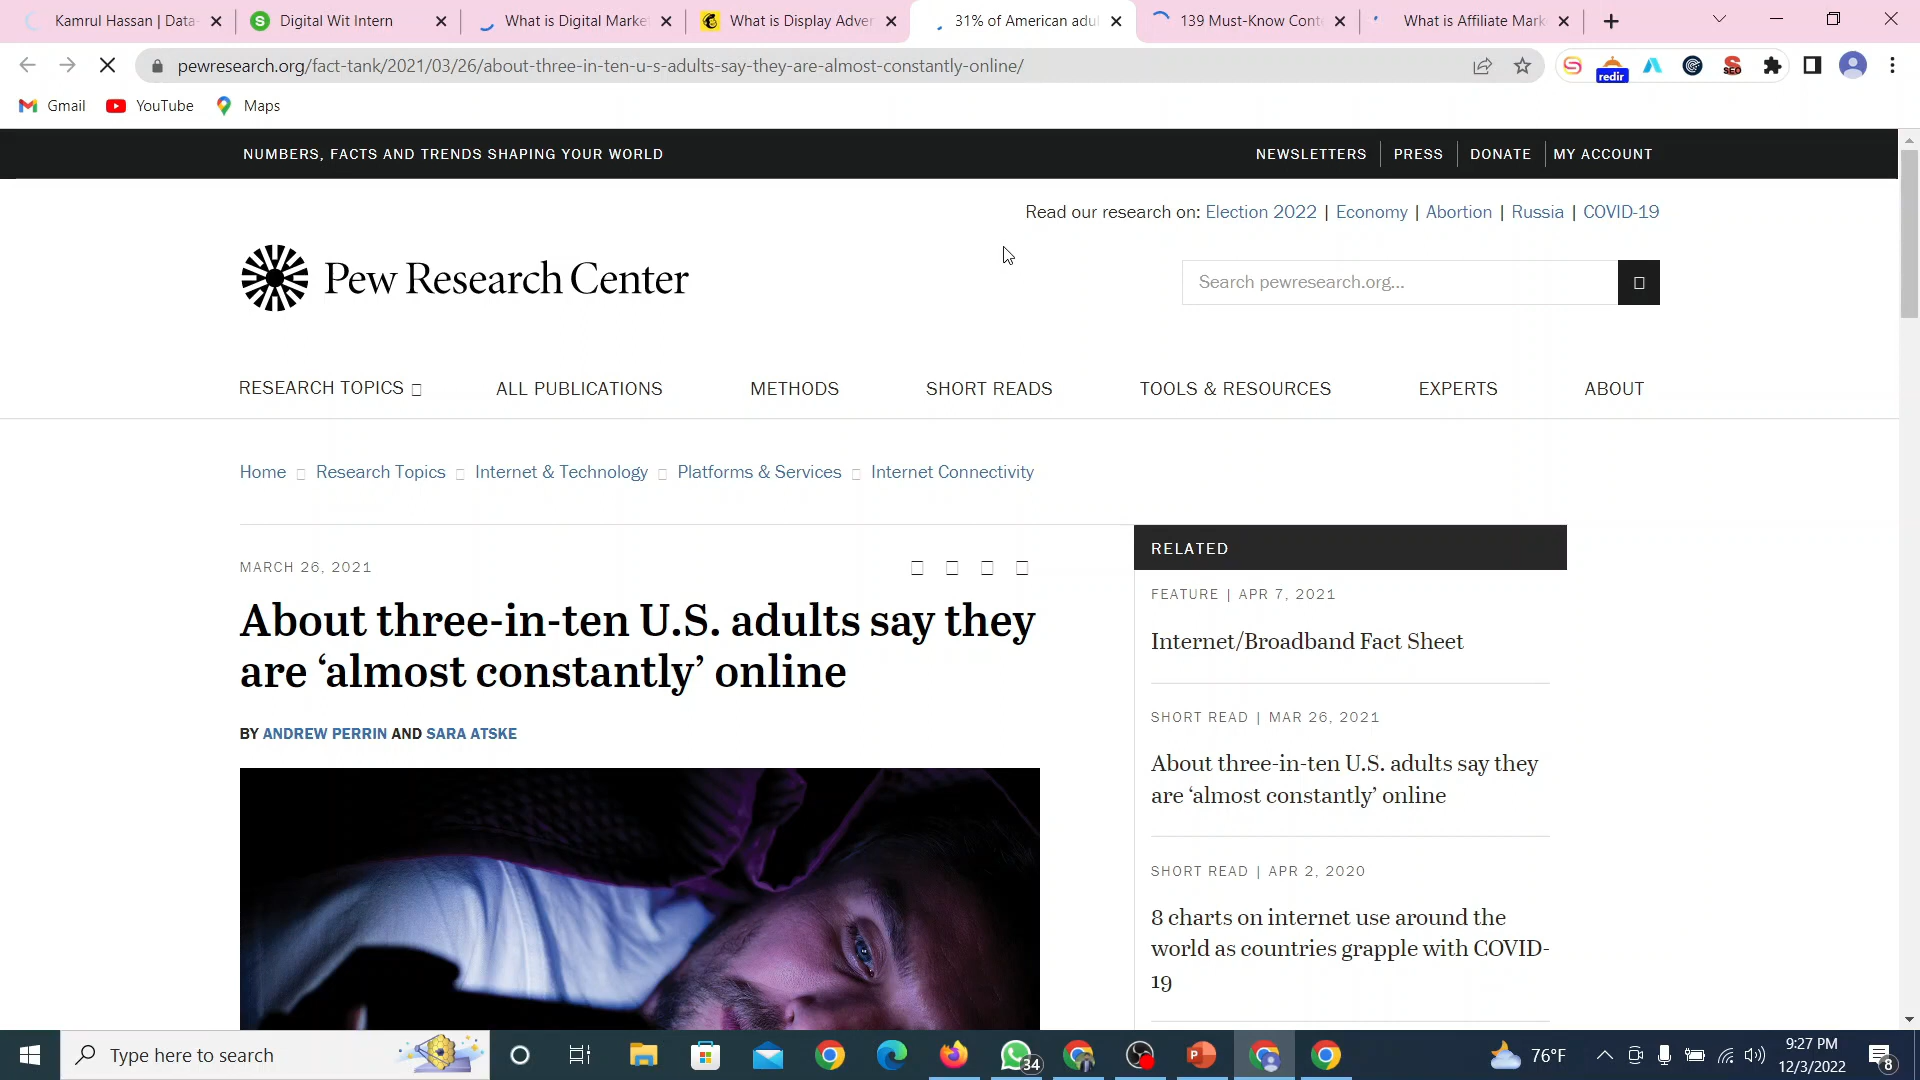 Kamrul Hassan | Data-
Digital Wit Intern
What is Digital Marke
What is Display Adver
31% of American adul
139 Must-Know Cont
What is Affiliate Mark
pewresearch.org/fact-tank/2021/03/26/about-three-in-ten-u-s-adults-say-they-are-almost-constantly-online/
redir
SEO
Gmail
YouTube
Maps
NUMBERS, FACTS AND TRENDS SHAPING YOUR WORLD
NEWSLETTERS
PRESS
DONATE
MY ACCOUNT
Read our research on: Election 2022 | Economy | Abortion | Russia | COVID-19
Pew Research Center
Search pewresearch.org...
RESEARCH TOPICS
ALL PUBLICATIONS
METHODS
SHORT READS
TOOLS & RESOURCES
EXPERTS
ABOUT
Home
Research Topics
Internet & Technology
Platforms & Services
Internet Connectivity
MARCH 26, 2021
About three-in-ten U.S. adults say they
are ‘almost constantly’ online
BY ANDREW PERRIN AND SARA ATSKE
RELATED
FEATURE | APR 7, 2021
Internet/Broadband Fact Sheet
SHORT READ | MAR 26, 2021
About three-in-ten U.S. adults say they
are ‘almost constantly’ online
SHORT READ | APR 2, 2020
8 charts on internet use around the
world as countries grapple with COVID-
19
Type here to search
34
76°F
9:27 PM
12/3/2022
8